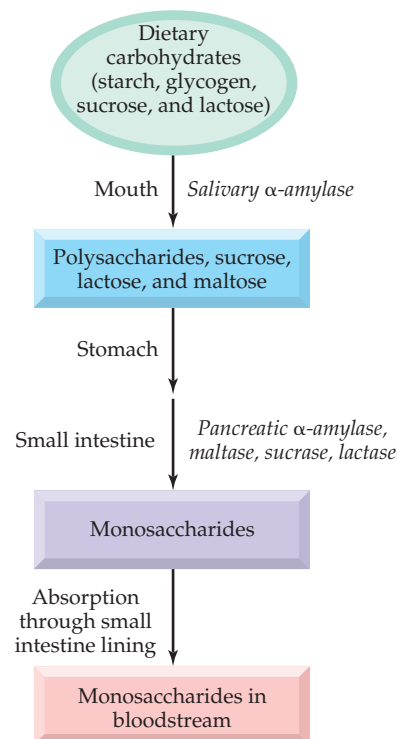 Dietary
carbohydrates
(starch, glycogen,
sucrose, and lactose)
Mouth
Salivary α-amylase
Polysaccharides, sucrose,
lactose, and maltose
Stomach
Small intestine
Pancreatic α-amylase,
maltase, sucrase, lactase
Monosaccharides
Absorption
through small
intestine lining
Monosaccharides in
bloodstream